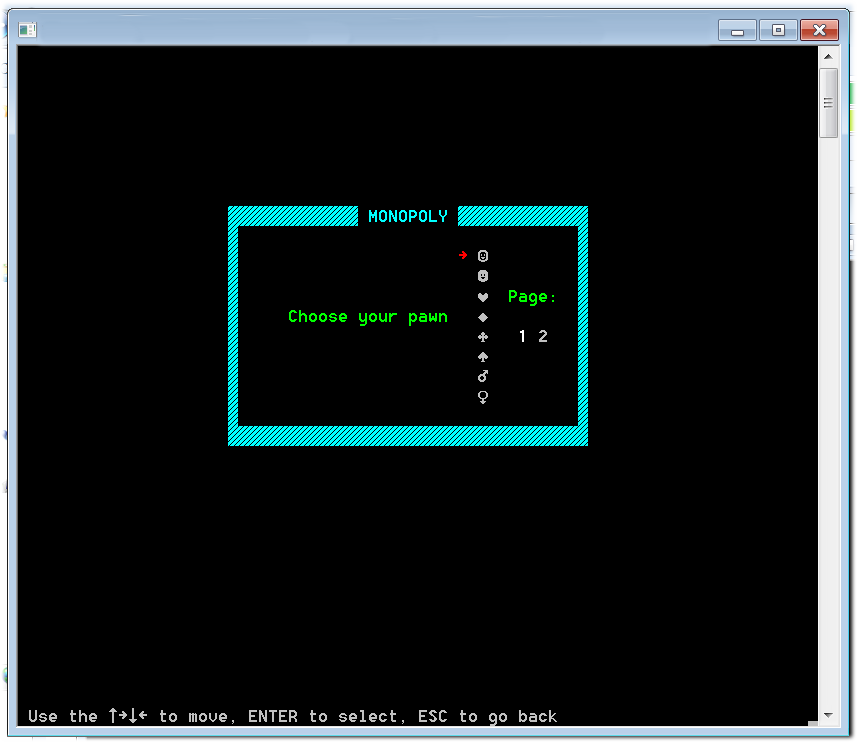 MONOPOLY
→ ☺
☻
♥ Page:
Choose your pawn ♦
♣ 1 2
♠
♂
♀
Use the ↑→↓← to move, ENTER to select, ESC to go back